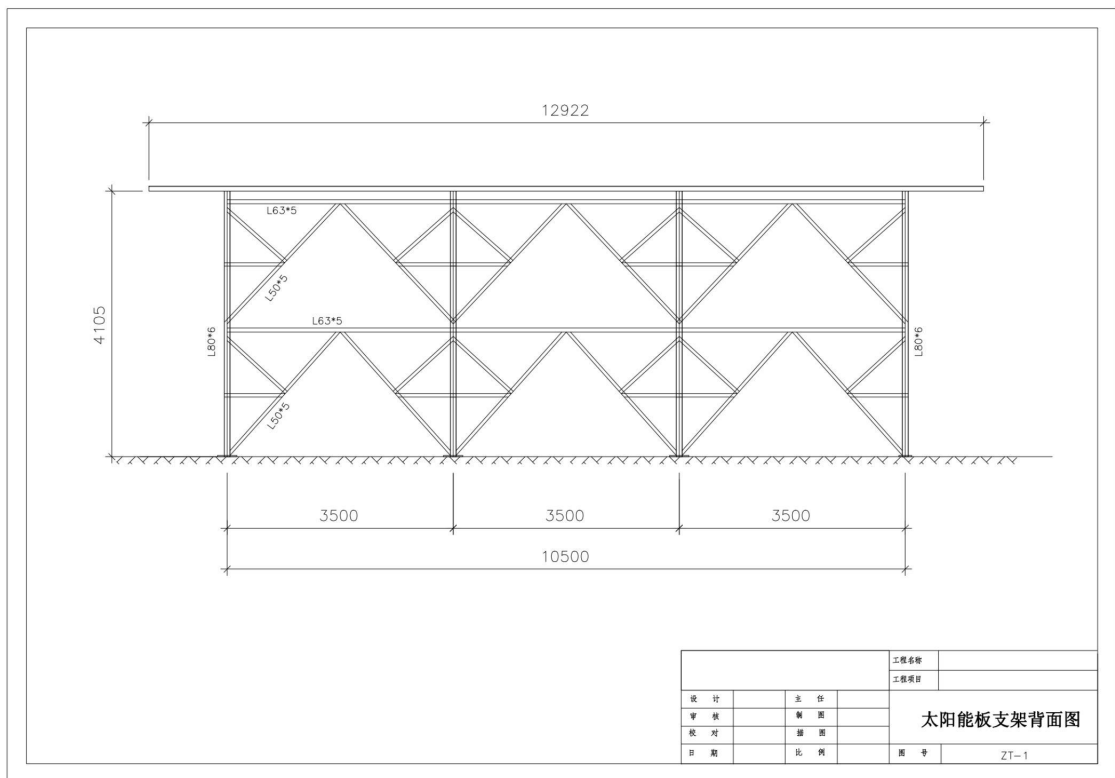 12922
L63*5
L50*5
4105
L80*6
L63*5
L80*6
L50*5
3500 3500 3500
10500
工程名称
工程项目
设 计 主 任
审 核 制 图
校 对 描 图
日 期 比 例
太阳能板支架背面图
图 号 ZT-1